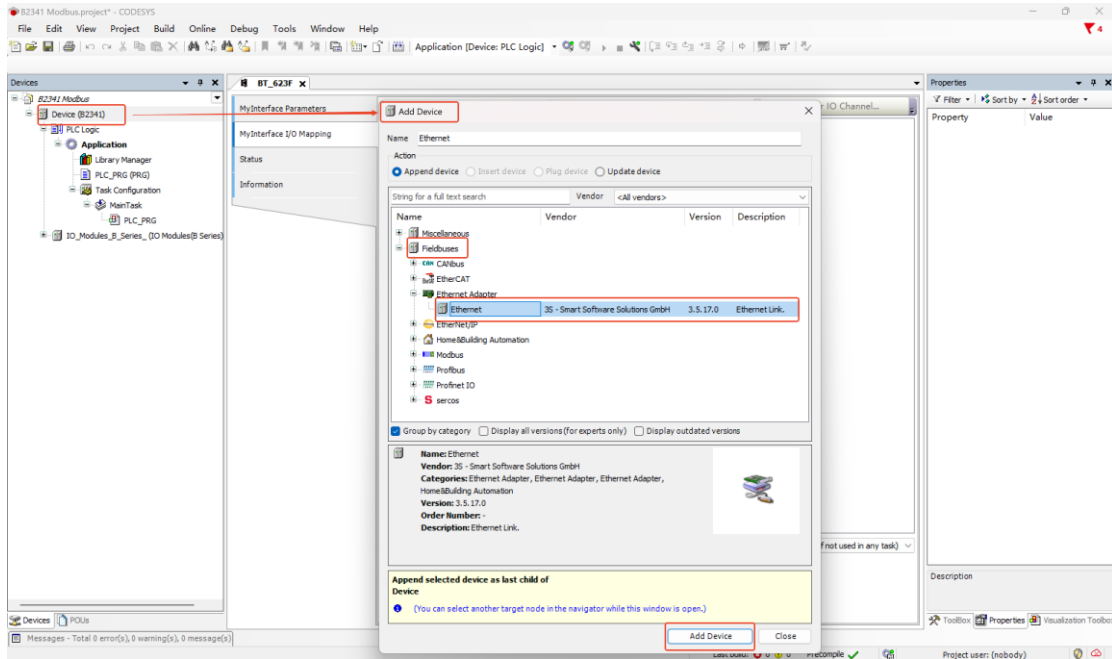 B2341 Modbus.project* - CODESYS
File Edit View Project Build Online Debug Tools Window Help
4
Application [Device: PLC Logic]
Devices
B2341 Modbus
Device (B2341)
PLC Logic
Application
Library Manager
PLC_PRG (PRG)
Task Configuration
MainTask
PLC_PRG
IO_Modules_B_Series_ (IO Modules(B Series)
Devices POUs
BT_623F
MyInterface Parameters
MyInterface I/O Mapping
Status
Information
r IO Channel...
Add Device
Name Ethernet
Action
Append device Insert device Plug device Update device
String for a full text search Vendor <All vendors>
Name Vendor Version Description
Miscellaneous
Fieldbuses
CAN CANbus
EtherCAT
Ethernet Adapter
Ethernet 3S - Smart Software Solutions GmbH 3.5.17.0 Ethernet Link.
EtherNet/IP
Home&Building Automation
Modbus
Profibus
Profinet IO
S sercos
Group by category Display all versions (for experts only) Display outdated versions
Name: Ethernet
Vendor: 3S - Smart Software Solutions GmbH
Categories: Ethernet Adapter, Ethernet Adapter, Ethernet Adapter,
Home&Building Automation
Version: 3.5.17.0
Order Number: -
Description: Ethernet Link.
Append selected device as last child of
Device
(You can select another target node in the navigator while this window is open.)
Add Device Close
f not used in any task)
Properties
Filter Sort by Sort order
Property Value
Description
ToolBox Properties Visualization Toolbo
Messages - Total 0 error(s), 0 warning(s), 0 message(s)
Last build: 0 0 Precompile
Project user: (nobody)